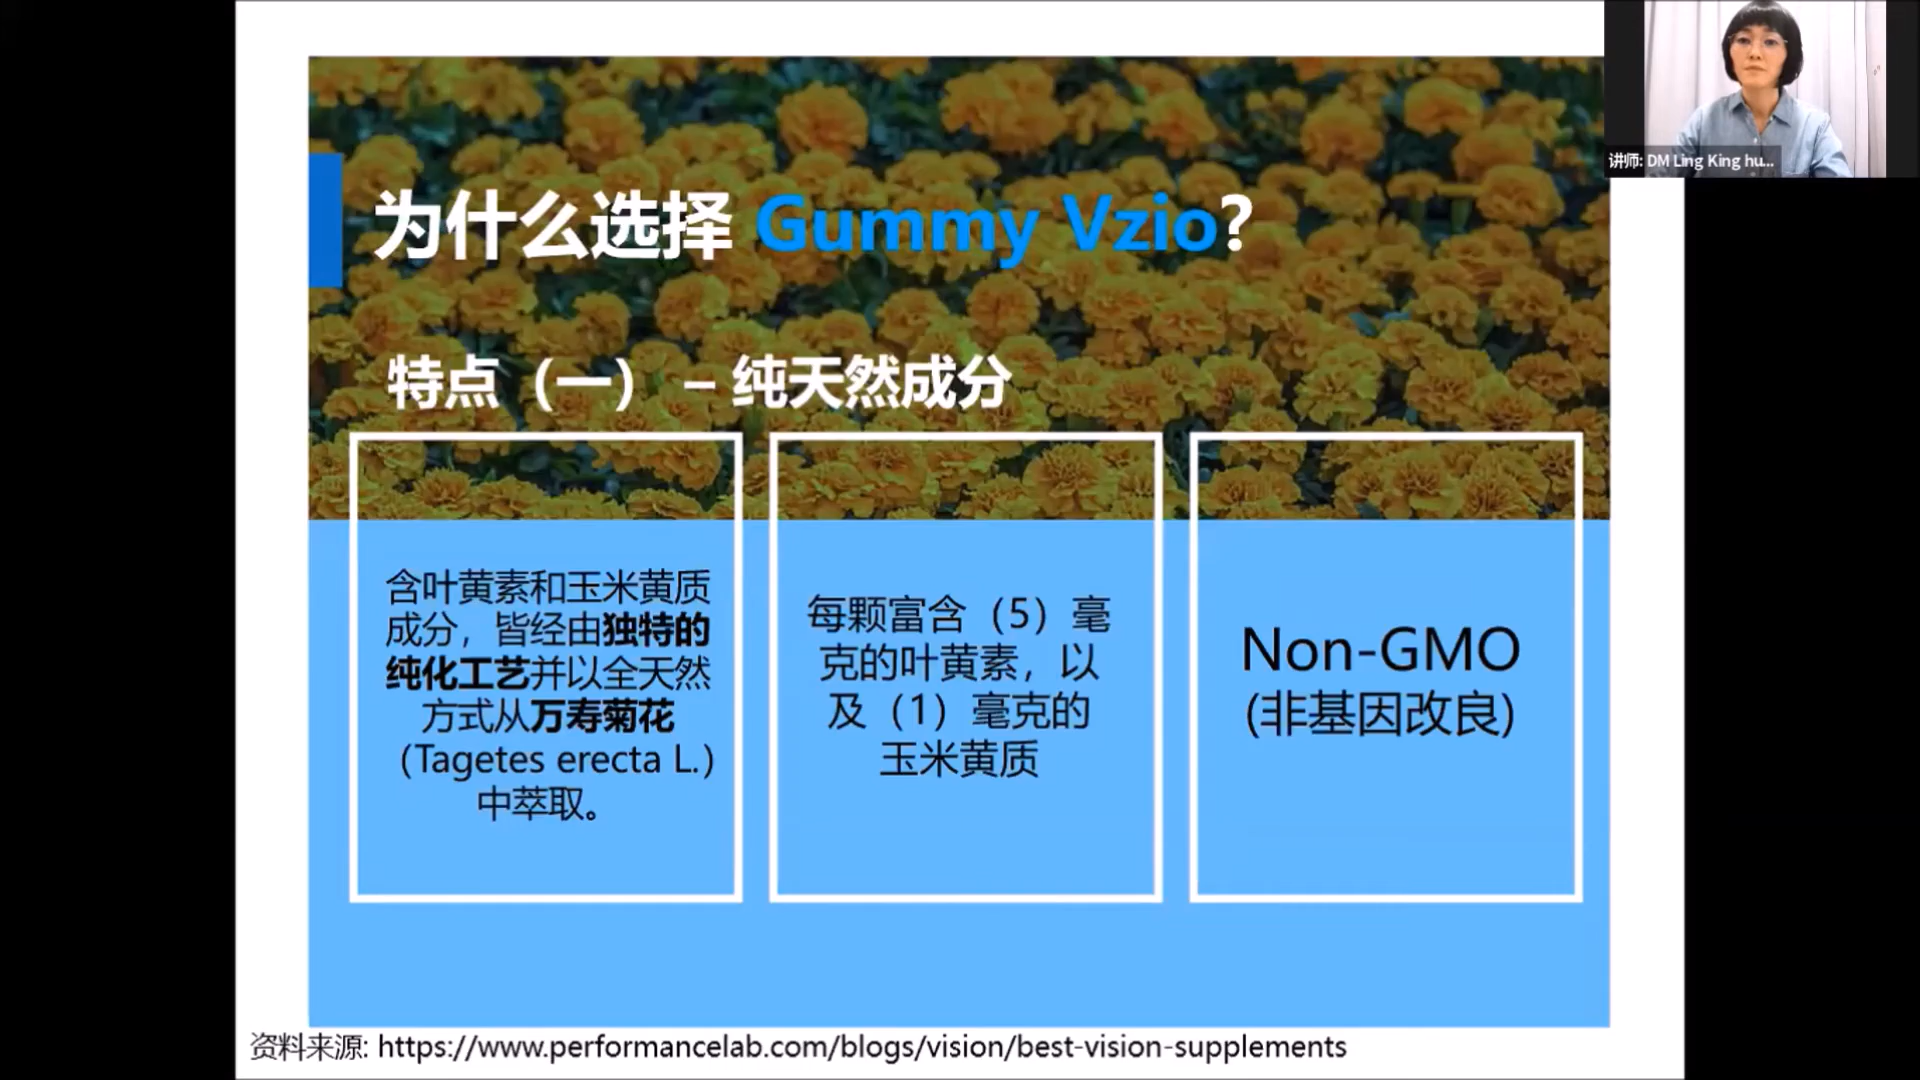 讲师: DM Ling King hu...
为什么选择 Gummy Vzio?
特点（一） – 纯天然成分
含叶黄素和玉米黄质
成分，皆经由独特的
纯化工艺并以全天然
方式从万寿菊花
（Tagetes erecta L.）
中萃取。
每颗富含（5）毫
克的叶黄素，以
及（1）毫克的
玉米黄质
Non-GMO
(非基因改良)
资料来源: https://www.performancelab.com/blogs/vision/best-vision-supplements